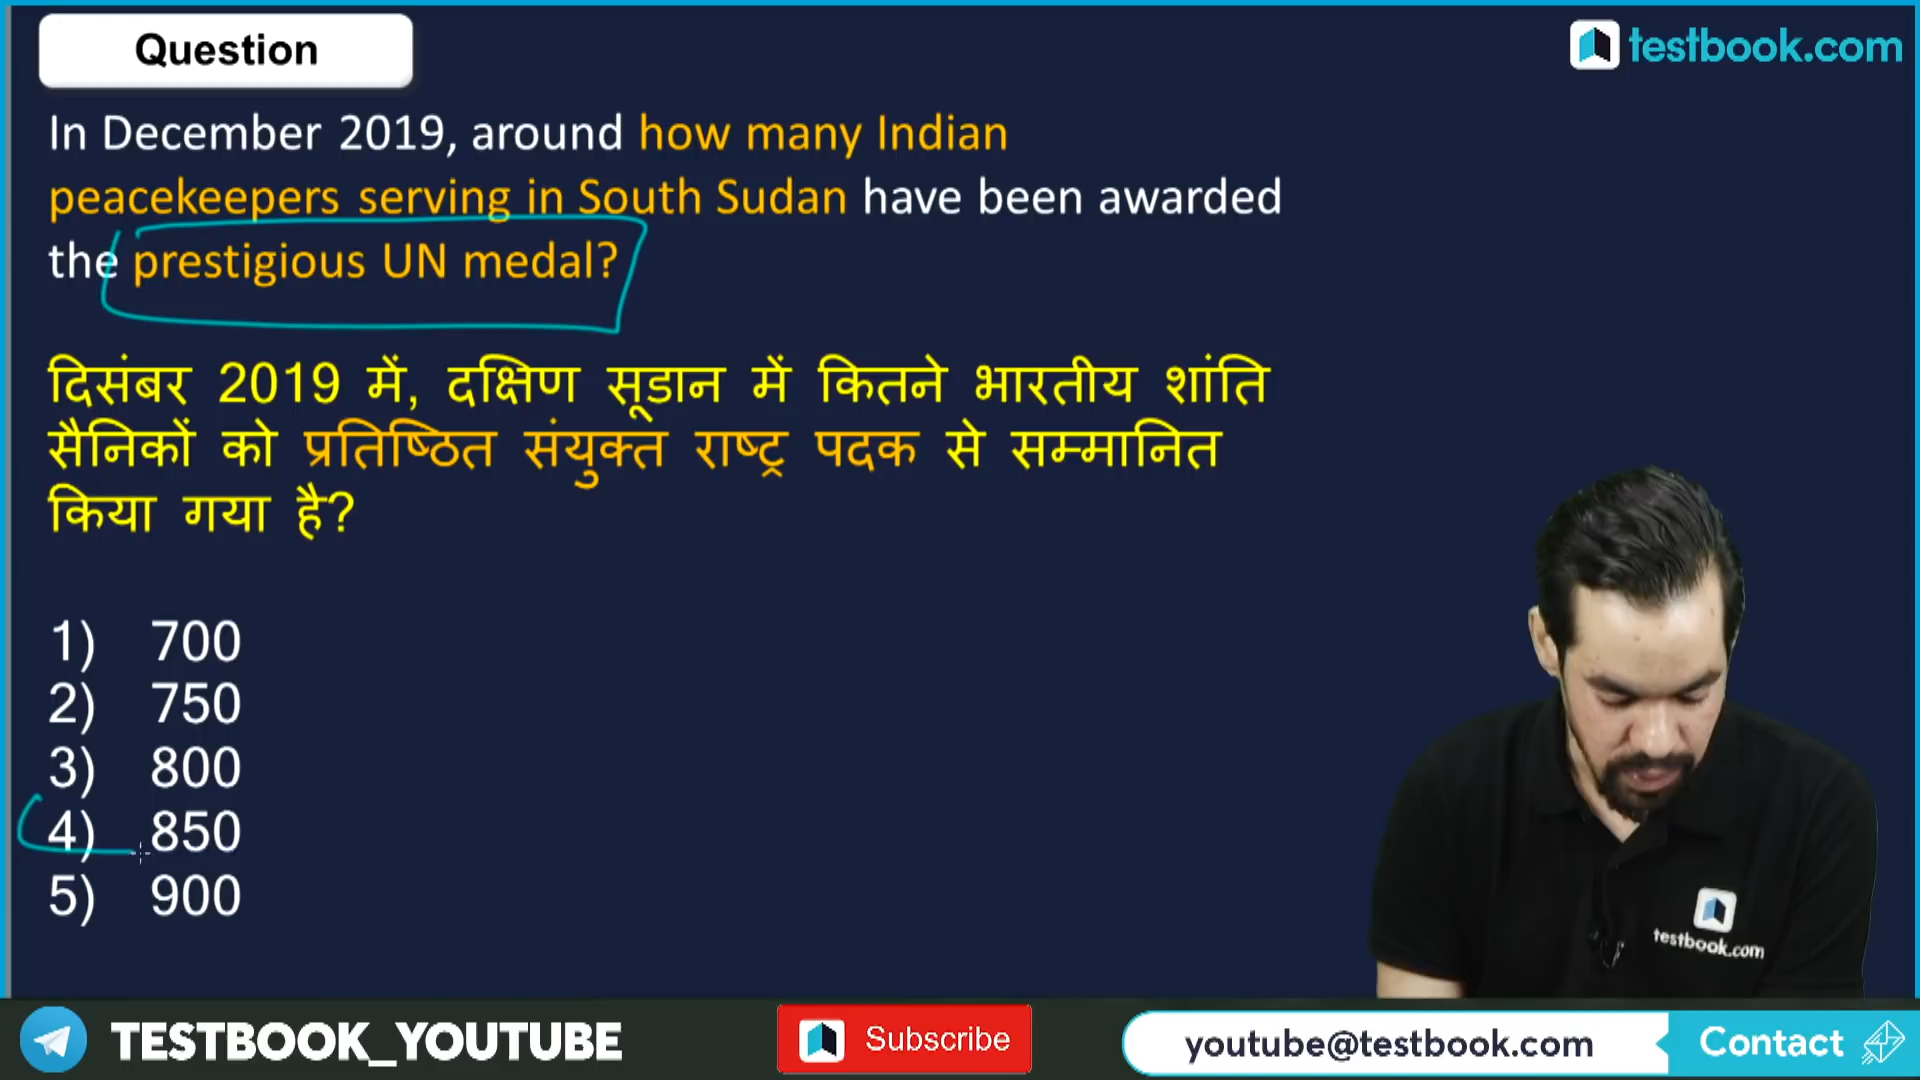 Question
testbook.com
In December 2019, around how many Indian
peacekeepers serving in South Sudan have been awarded
the prestigious UN medal?
दिसंबर 2019 में, दक्षिण सूडान में कितने भारतीय शांति
सैनिकों को प्रतिष्ठित संयुक्त राष्ट्र पदक से सम्मानित
किया गया है?
1) 700
2) 750
3) 800
4) 850
5) 900
testbook.com
TESTBOOK_YOUTUBE
Subscribe
youtube@testbook.com
Contact